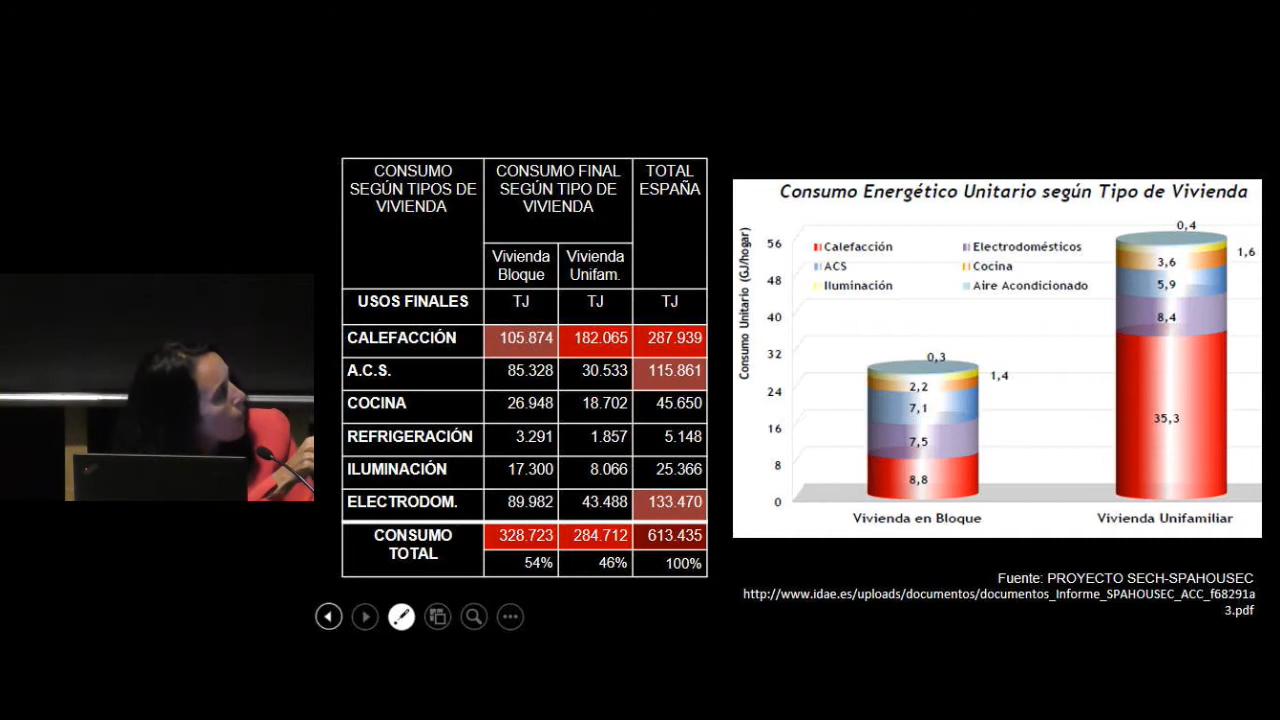 CONSUMO
SEGÚN TIPOS DE
VIVIENDA
CONSUMO FINAL
SEGÚN TIPO DE
VIVIENDA
TOTAL
ESPAÑA
Vivienda
Bloque
Vivienda
Unifam.
USOS FINALES TJ TJ TJ
CALEFACCIÓN 105.874 182.065 287.939
A.C.S. 85.328 30.533 115.861
COCINA 26.948 18.702 45.650
REFRIGERACIÓN 3.291 1.857 5.148
ILUMINACIÓN 17.300 8.066 25.366
ELECTRODOM. 89.982 43.488 133.470
CONSUMO
TOTAL
328.723 284.712 613.435
54% 46% 100%
Consumo Energético Unitario según Tipo de Vivienda
Consumo Unitario (GJ/hogar)
56
48
40
32
24
16
8
0
Calefacción
Electrodomésticos
ACS
Cocina
Iluminación
Aire Acondicionado
0,3
1,4
2,2
7,1
7,5
8,8
0,4
1,6
3,6
5,9
8,4
35,3
Vivienda en Bloque
Vivienda Unifamiliar
Fuente: PROYECTO SECH-SPAHOUSEC
http://www.idae.es/uploads/documentos/documentos_Informe_SPAHOUSEC_ACC_f68291a
3.pdf